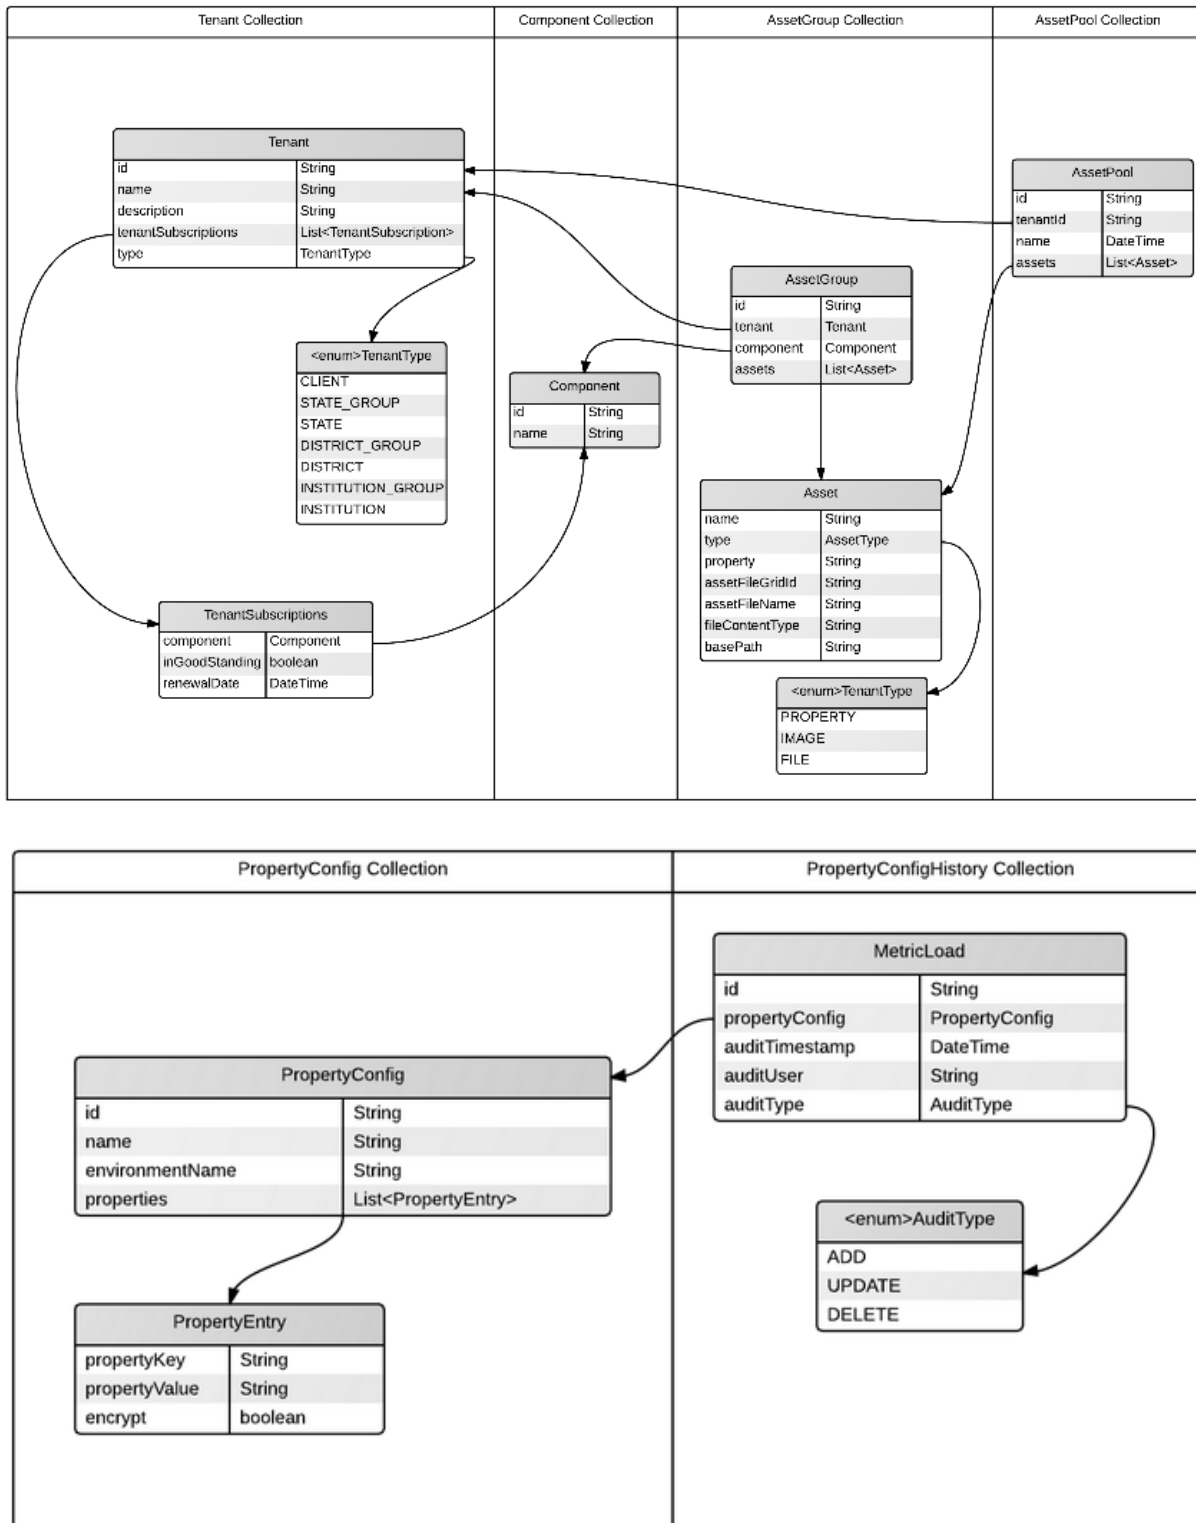 Tenant Collection
Component Collection
AssetGroup Collection
AssetPool Collection
Tenant
id String
name String
description String
tenantSubscriptions List<TenantSubscription>
type TenantType
<enum>TenantType
CLIENT
STATE_GROUP
STATE
DISTRICT_GROUP
DISTRICT
INSTITUTION_GROUP
INSTITUTION
TenantSubscriptions
component Component
inGoodStanding boolean
renewalDate DateTime
Component
id String
name String
AssetGroup
id String
tenant Tenant
component Component
assets List<Asset>
Asset
name String
type AssetType
property String
assetFileGridId String
assetFileName String
fileContentType String
basePath String
<enum>TenantType
PROPERTY
IMAGE
FILE
AssetPool
id String
tenantId String
name DateTime
assets List<Asset>
PropertyConfig Collection
PropertyConfigHistory Collection
PropertyConfig
id String
name String
environmentName String
properties List<PropertyEntry>
PropertyEntry
propertyKey String
propertyValue String
encrypt boolean
MetricLoad
id String
propertyConfig PropertyConfig
auditTimestamp DateTime
auditUser String
auditType AuditType
<enum>AuditType
ADD
UPDATE
DELETE